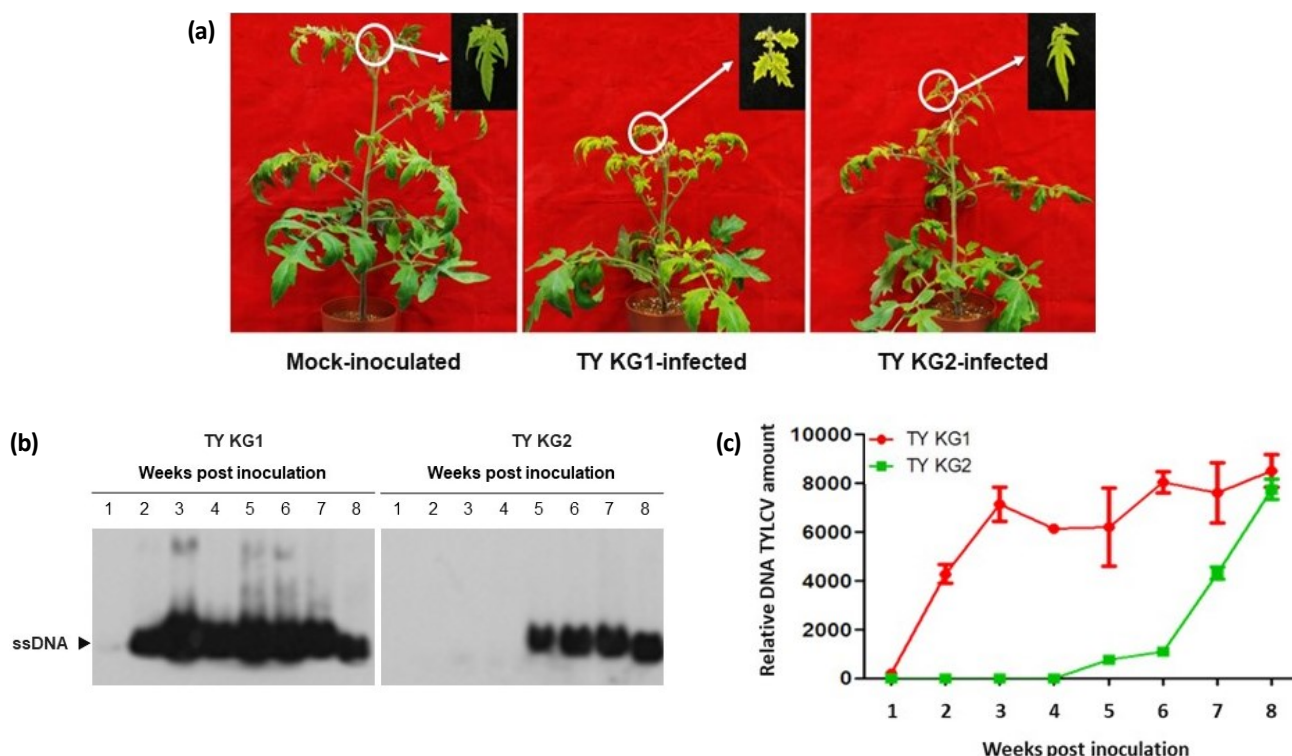 (a)
Mock-inoculated
TY KG1-infected
TY KG2-infected
(b)
TY KG1
TY KG2
Weeks post inoculation
Weeks post inoculation
1 2 3 4 5 6 7 8
1 2 3 4 5 6 7 8
ssDNA
(c)
Relative DNA TYLCV amount
10000
8000
6000
4000
2000
0
TY KG1
TY KG2
1 2 3 4 5 6 7 8
Weeks post inoculation